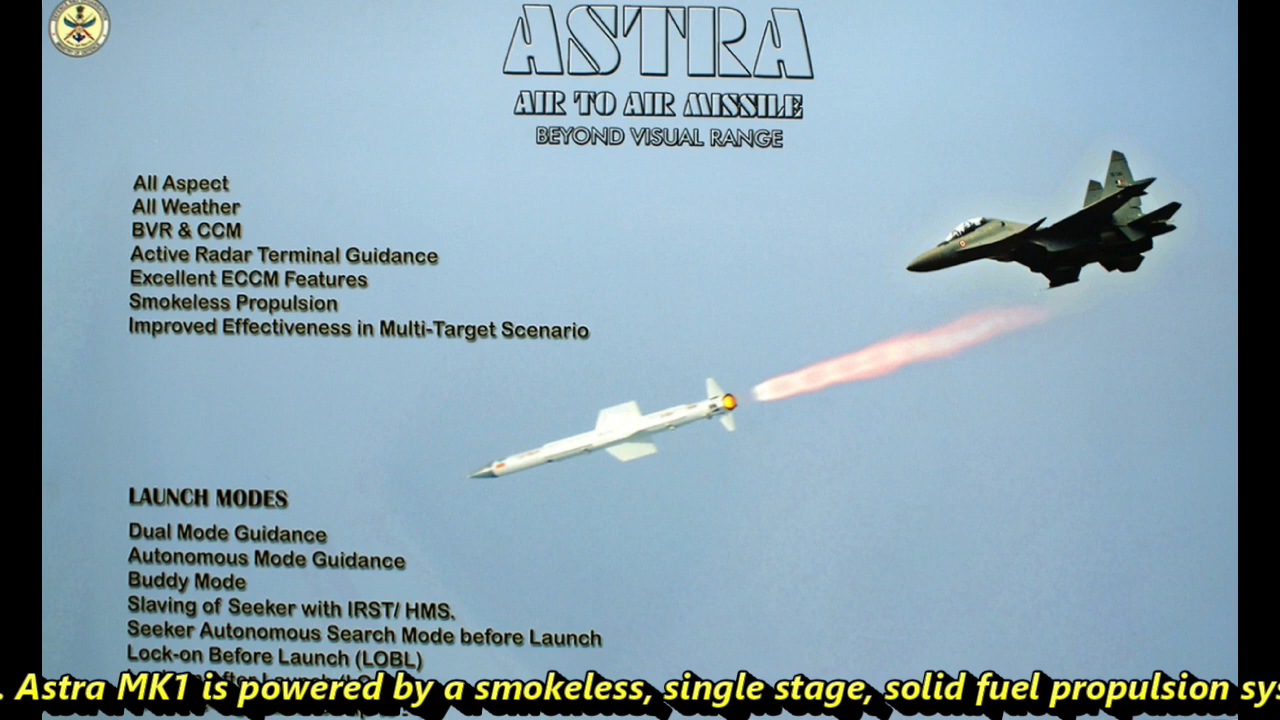 ASTRA
AIR TO AIR MISSILE
BEYOND VISUAL RANGE
All Aspect
All Weather
BVR & CCM
Active Radar Terminal Guidance
Excellent ECCM Features
Smokeless Propulsion
Improved Effectiveness in Multi-Target Scenario
LAUNCH MODES
Dual Mode Guidance
Autonomous Mode Guidance
Buddy Mode
Slaving of Seeker with IRST/ HMS.
Seeker Autonomous Search Mode before Launch
Lock-on Before Launch (LOBL)
. Astra MK1 is powered by a smokeless, single stage, solid fuel propulsion sys